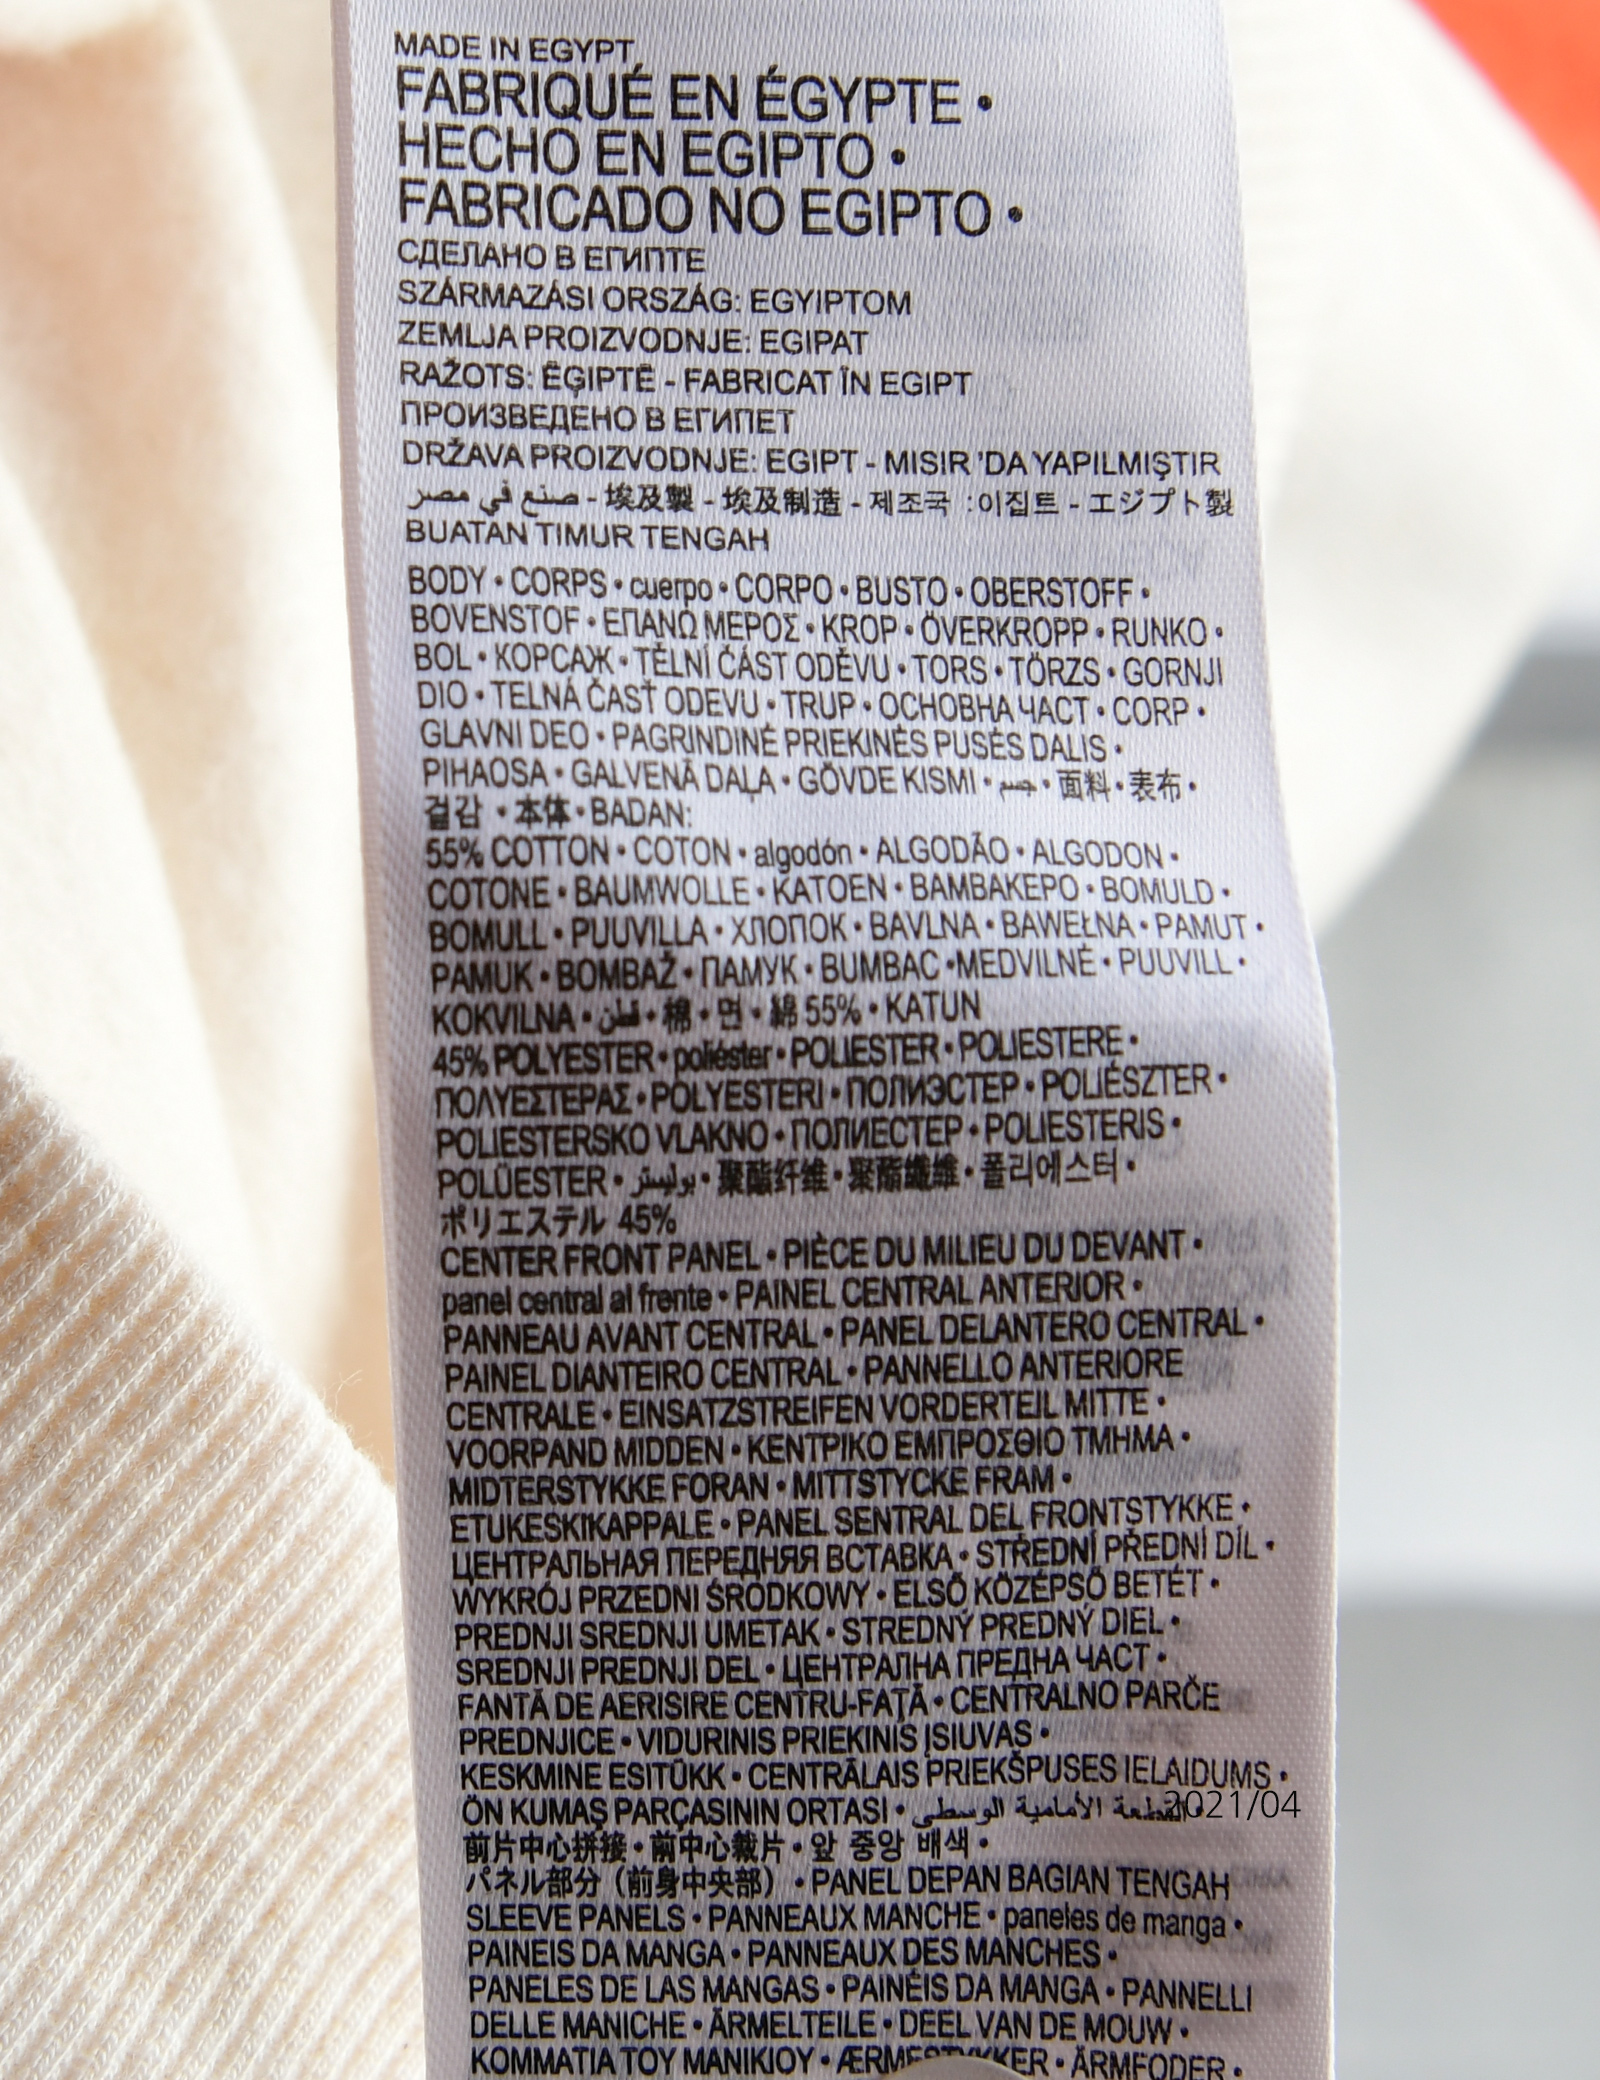 MADE IN EGYPT
FABRIQUÉ EN ÉGYPTE •
HECHO EN EGIPTO •
FABRICADO NO EGIPTO •
СДЕЛАНО В ЕГИПТЕ
SZÁRMAZÁSI ORSZÁG: EGYIPTOM
ZEMLJA PROIZVODNJE: EGIPAT
RAŽOTS: ĒĢIPTĒ - FABRICAT ÎN EGIPT
ПРОИЗВЕДЕНО В ЕГИПЕТ
DRŽAVA PROIZVODNJE: EGIPT - MISIR 'DA YAPILMIŞTIR
صنع في مصر - 埃及製 - 埃及制造 - 제조국 :이집트 - エジプト製
BUATAN TIMUR TENGAH
BODY • CORPS • cuerpo • CORPO • BUSTO • OBERSTOFF •
BOVENSTOF • ΕΠΑΝΩ ΜΕΡΟΣ • KROP • ÖVERKROPP • RUNKO •
BOL • КОРСАЖ • TĚLNÍ ČÁST ODĚVU • TORS • TÖRZS • GORNJI
DIO • TELNÁ ČASŤ ODEVU • TRUP • ОСНОВНА ЧАСТ • CORP •
GLAVNI DEO • PAGRINDINĖ PRIEKINĖS PUSĖS DALIS •
PIHAOSA • GALVENĀ DAĻA • GÖVDE KISMI • جسم • 面料 • 表布 •
겉감 • 本体 • BADAN:
55% COTTON • COTON • algodón • ALGODÃO • ALGODON •
COTONE • BAUMWOLLE • KATOEN • ΒΑΜΒΑΚΕΡΟ • BOMULD •
BOMULL • PUUVILLA • ХЛОПОК • BAVLNA • BAWEŁNA • PAMUT •
PAMUK • BOMBAŽ • ПАМУК • BUMBAC •MEDVILNĖ • PUUVILL •
KOKVILNA • قطن • 棉 • 면 • 綿 55% • KATUN
45% POLYESTER • poliéster • POLIESTER • POLIESTERE •
ΠΟΛΥΕΣΤΕΡΑΣ • POLYESTERI • ПОЛИЭСТЕР • POLIÉSZTER •
POLIESTERSKO VLAKNO • ПОЛИЕСТЕР • POLIESTERIS •
POLÜESTER • بوليستر • 聚酯纤维 • 聚酯纖維 • 폴리에스터 •
ポリエステル 45%
CENTER FRONT PANEL • PIÈCE DU MILIEU DU DEVANT •
panel central al frente • PAINEL CENTRAL ANTERIOR •
PANNEAU AVANT CENTRAL • PANEL DELANTERO CENTRAL •
PAINEL DIANTEIRO CENTRAL • PANNELLO ANTERIORE
CENTRALE • EINSATZSTREIFEN VORDERTEIL MITTE •
VOORPAND MIDDEN • ΚΕΝΤΡΙΚΟ ΕΜΠΡΟΣΘΙΟ ΤΜΗΜΑ •
MIDTERSTYKKE FORAN • MITTSTYCKE FRAM •
ETUKESKIKAPPALE • PANEL SENTRAL DEL FRONTSTYKKE •
ЦЕНТРАЛЬНАЯ ПЕРЕДНЯЯ ВСТАВКА • STŘEDNÍ PŘEDNÍ DÍL •
WYKRÓJ PRZEDNI ŚRODKOWY • ELSŐ KÖZÉPSŐ BETÉT •
PREDNJI SREDNJI UMETAK • STREDNÝ PREDNÝ DIEL •
SREDNJI PREDNJI DEL • ЦЕНТРАЛНА ПРЕДНА ЧАСТ •
FANTĂ DE AERISIRE CENTRU-FAŢĂ • CENTRALNO PARČE
PREDNJICE • VIDURINIS PRIEKINIS ĮSIUVAS •
KESKMINE ESITÜKK • CENTRĀLAIS PRIEKŠPUSES IELAIDUMS •
ÖN KUMAŞ PARÇASININ ORTASI • القطعة الأمامية الوسطى •
2021/04
前片中心拼接 • 前中心裁片 • 앞 중앙 배색 •
パネル部分（前身中央部） • PANEL DEPAN BAGIAN TENGAH
SLEEVE PANELS • PANNEAUX MANCHE • paneles de manga •
PAINEIS DA MANGA • PANNEAUX DES MANCHES •
PANELES DE LAS MANGAS • PAINÉIS DA MANGA • PANNELLI
DELLE MANICHE • ÄRMELTEILE • DEEL VAN DE MOUW •
KOMMATIA TOY MANIKIOY • ÆRMESTYKKER • ÄRMFODER •